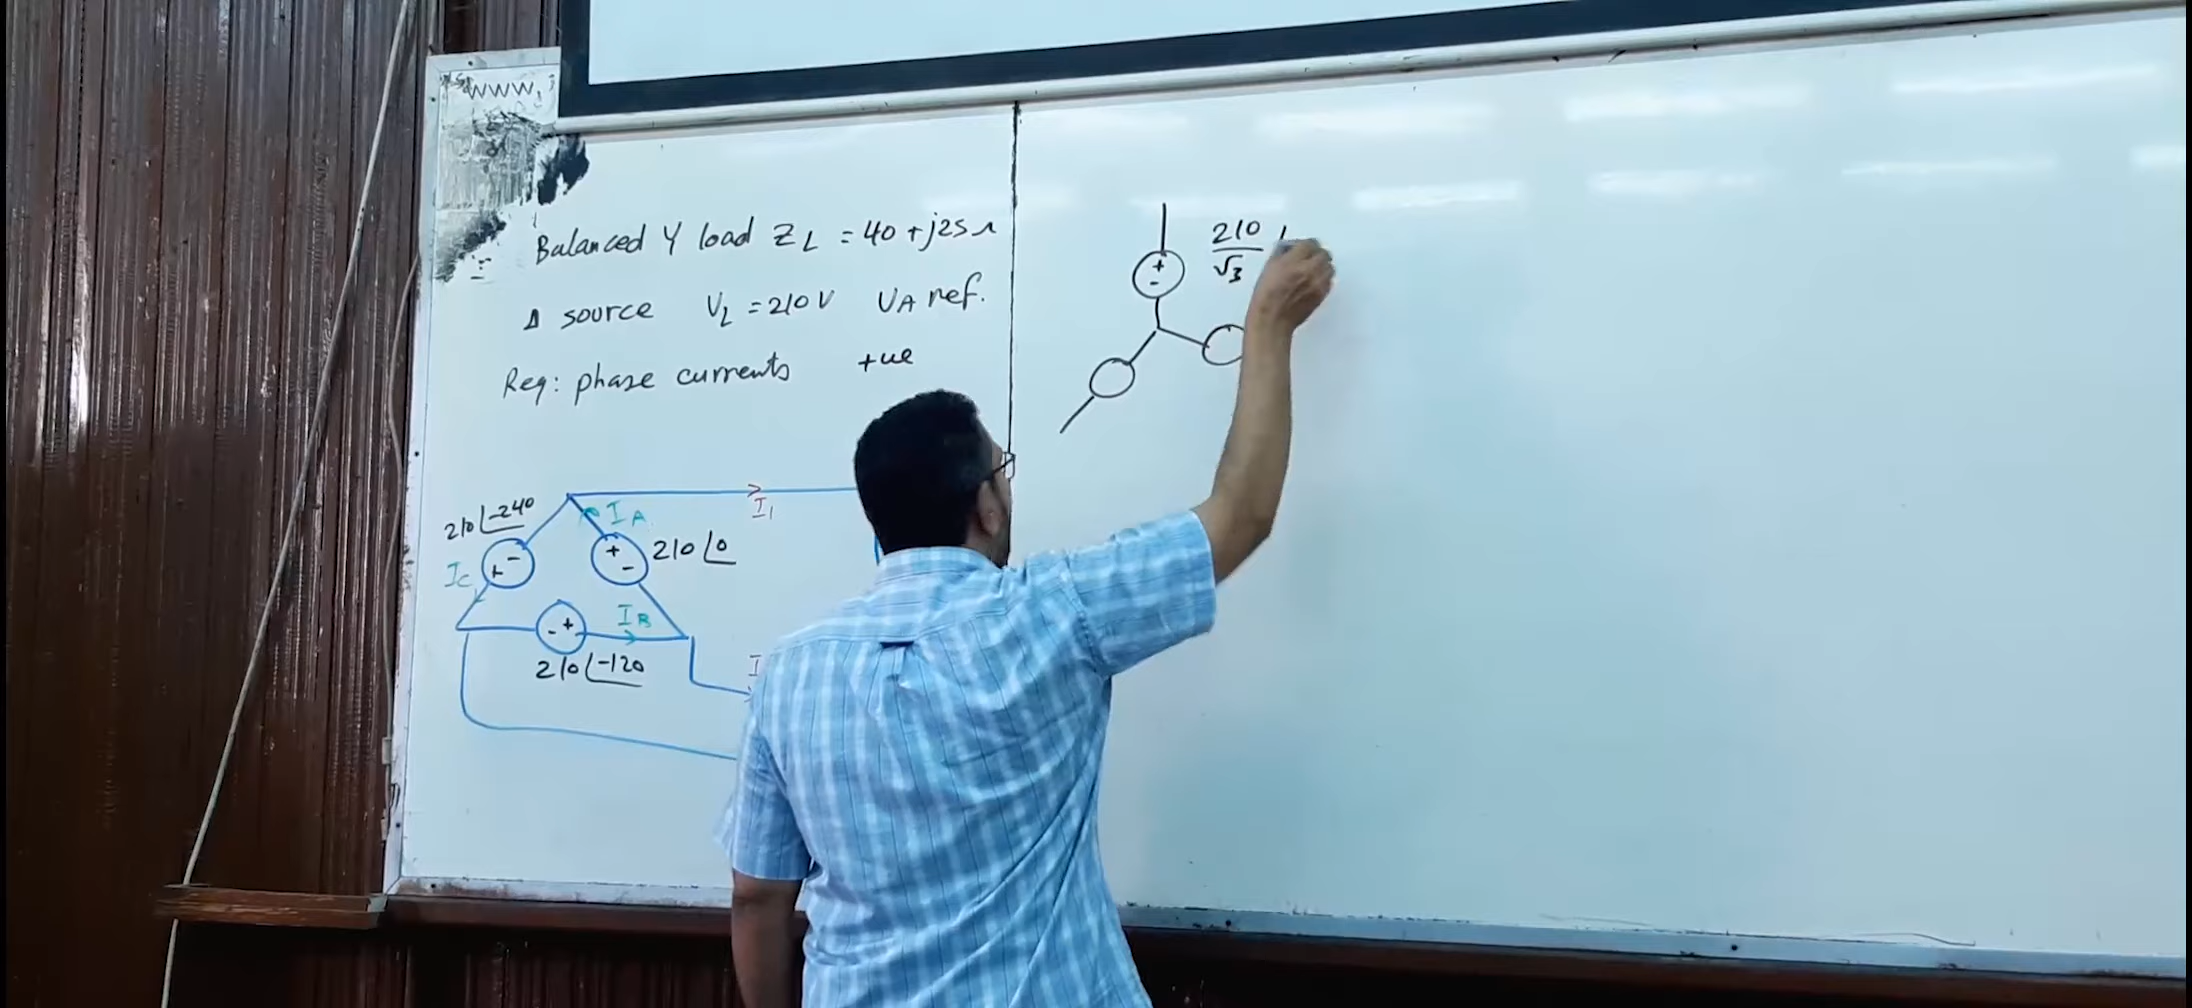 www.
Balanced Y load ZL = 40 + j25 Ω
Δ source VL = 210 V VA ref.
Req: phase currents +ve
210∠-240
IA
I1
IC
+ -
+ -
210∠0
IB
- +
210∠-120
I
210/√3
+ -